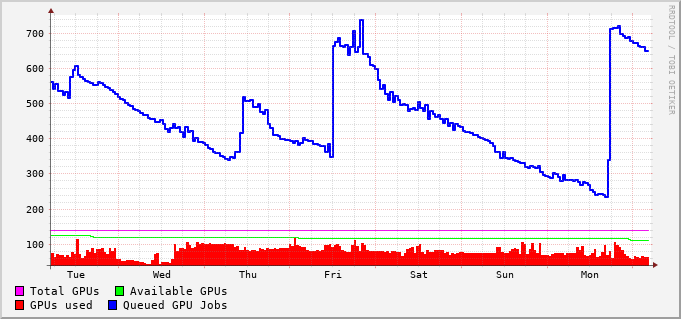 RRDTOOL / TOBI OETIKER
700
600
500
400
300
200
100
Tue Wed Thu Fri Sat Sun Mon
Total GPUs Available GPUs
GPUs used Queued GPU Jobs